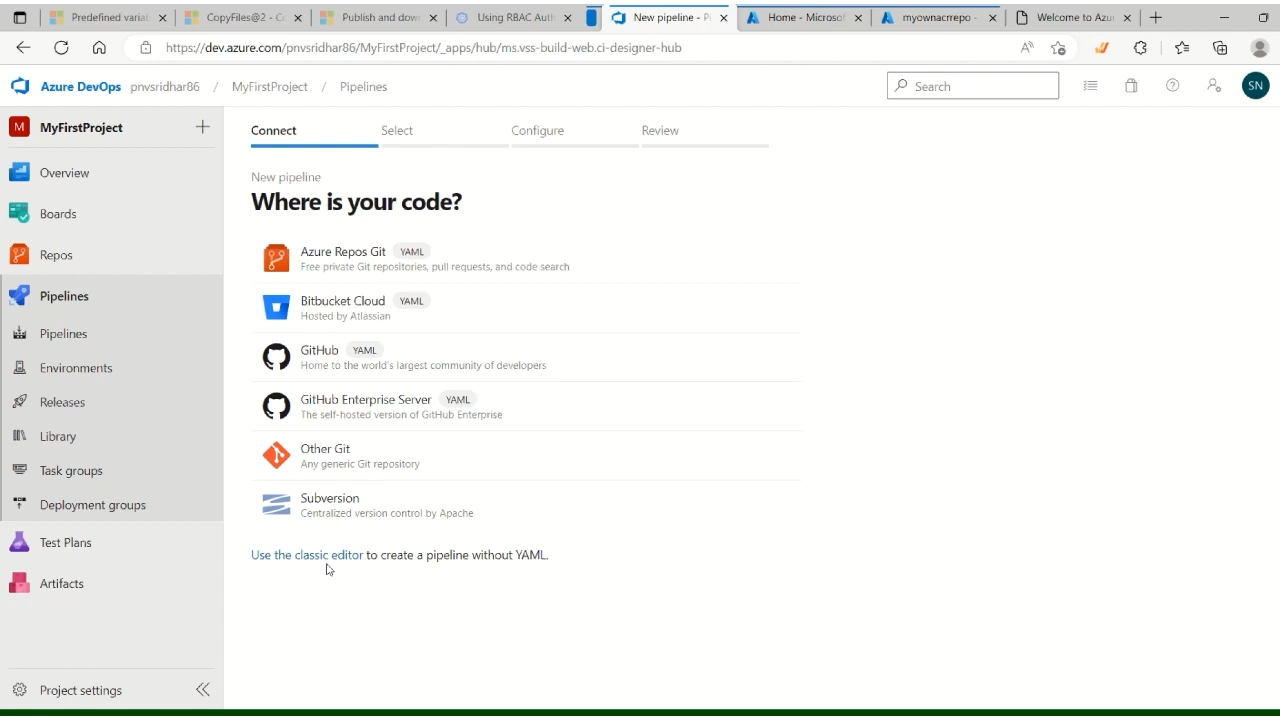 Predefined variab
CopyFiles@2 - C
Publish and dow
Using RBAC Auth
New pipeline - Pi
Home - Microsof
myownacrrepo -
Welcome to Azu
https://dev.azure.com/pnvsridhar86/MyFirstProject/_apps/hub/ms.vss-build-web.ci-designer-hub
Azure DevOps pnvsridhar86 / MyFirstProject / Pipelines
Search
SN
M MyFirstProject
Overview
Boards
Repos
Pipelines
Pipelines
Environments
Releases
Library
Task groups
Deployment groups
Test Plans
Artifacts
Project settings
Connect Select Configure Review
New pipeline
Where is your code?
Azure Repos Git YAML
Free private Git repositories, pull requests, and code search
Bitbucket Cloud YAML
Hosted by Atlassian
GitHub YAML
Home to the world's largest community of developers
GitHub Enterprise Server YAML
The self-hosted version of GitHub Enterprise
Other Git
Any generic Git repository
Subversion
Centralized version control by Apache
Use the classic editor to create a pipeline without YAML.